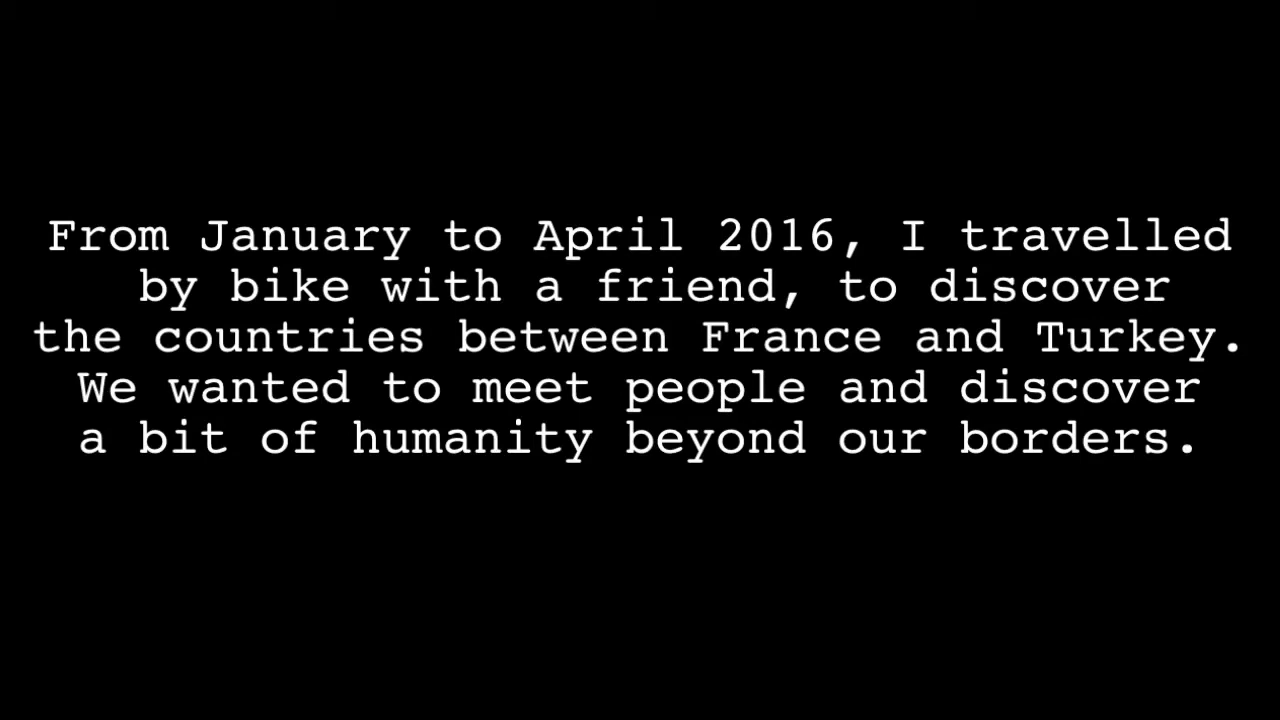 From January to April 2016, I travelled
by bike with a friend, to discover
the countries between France and Turkey.
We wanted to meet people and discover
a bit of humanity beyond our borders.